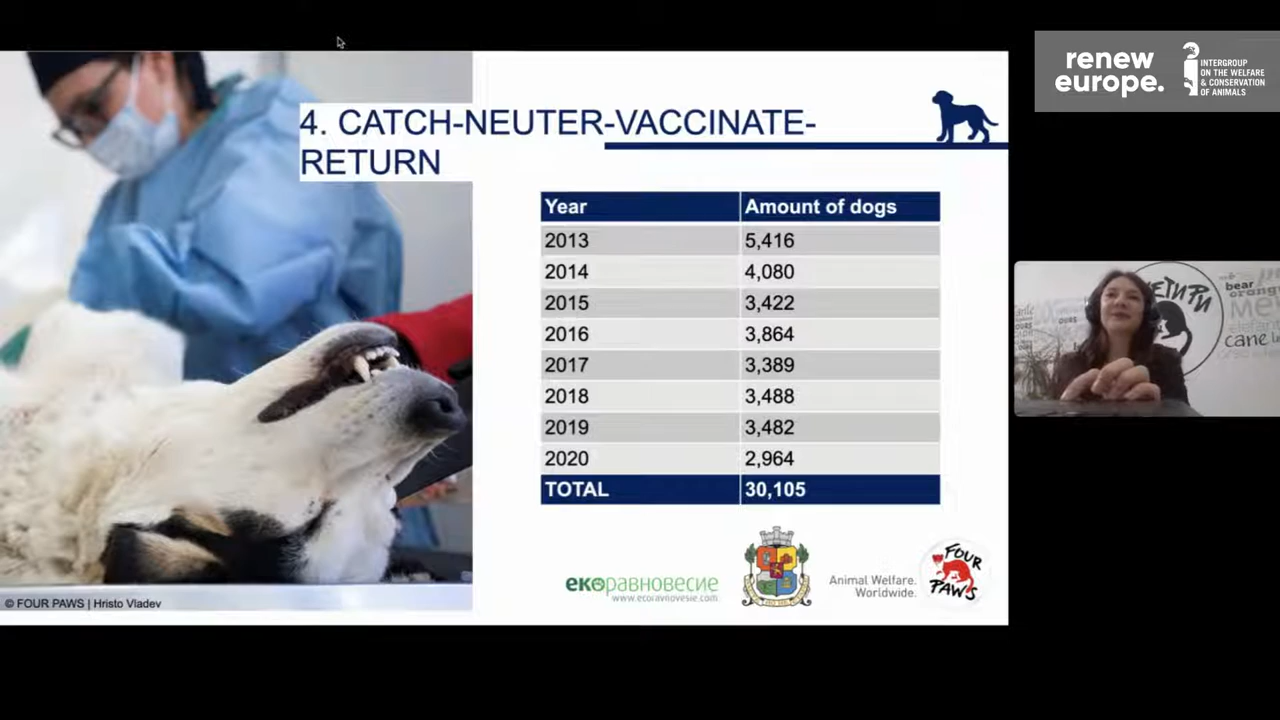 renew
europe.
INTERGROUP
ON THE WELFARE
& CONSERVATION
OF ANIMALS
4. CATCH-NEUTER-VACCINATE-
RETURN
Year Amount of dogs
2013 5,416
2014 4,080
2015 3,422
2016 3,864
2017 3,389
2018 3,488
2019 3,482
2020 2,964
TOTAL 30,105
bear
cane
екоравновесие
www.ecoravnovesie.com
Animal Welfare.
Worldwide.
FOUR
PAWS
© FOUR PAWS | Hristo Vladev